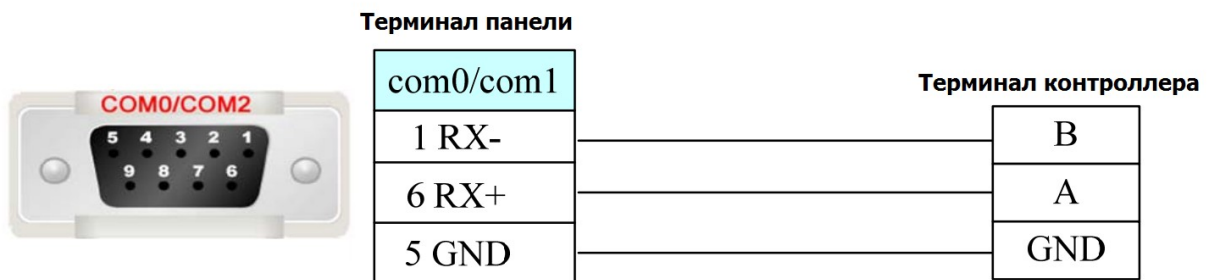 Терминал панели
COM0/COM2
5 4 3 2 1
9 8 7 6
com0/com1
1 RX-
6 RX+
5 GND
Терминал контроллера
B
A
GND